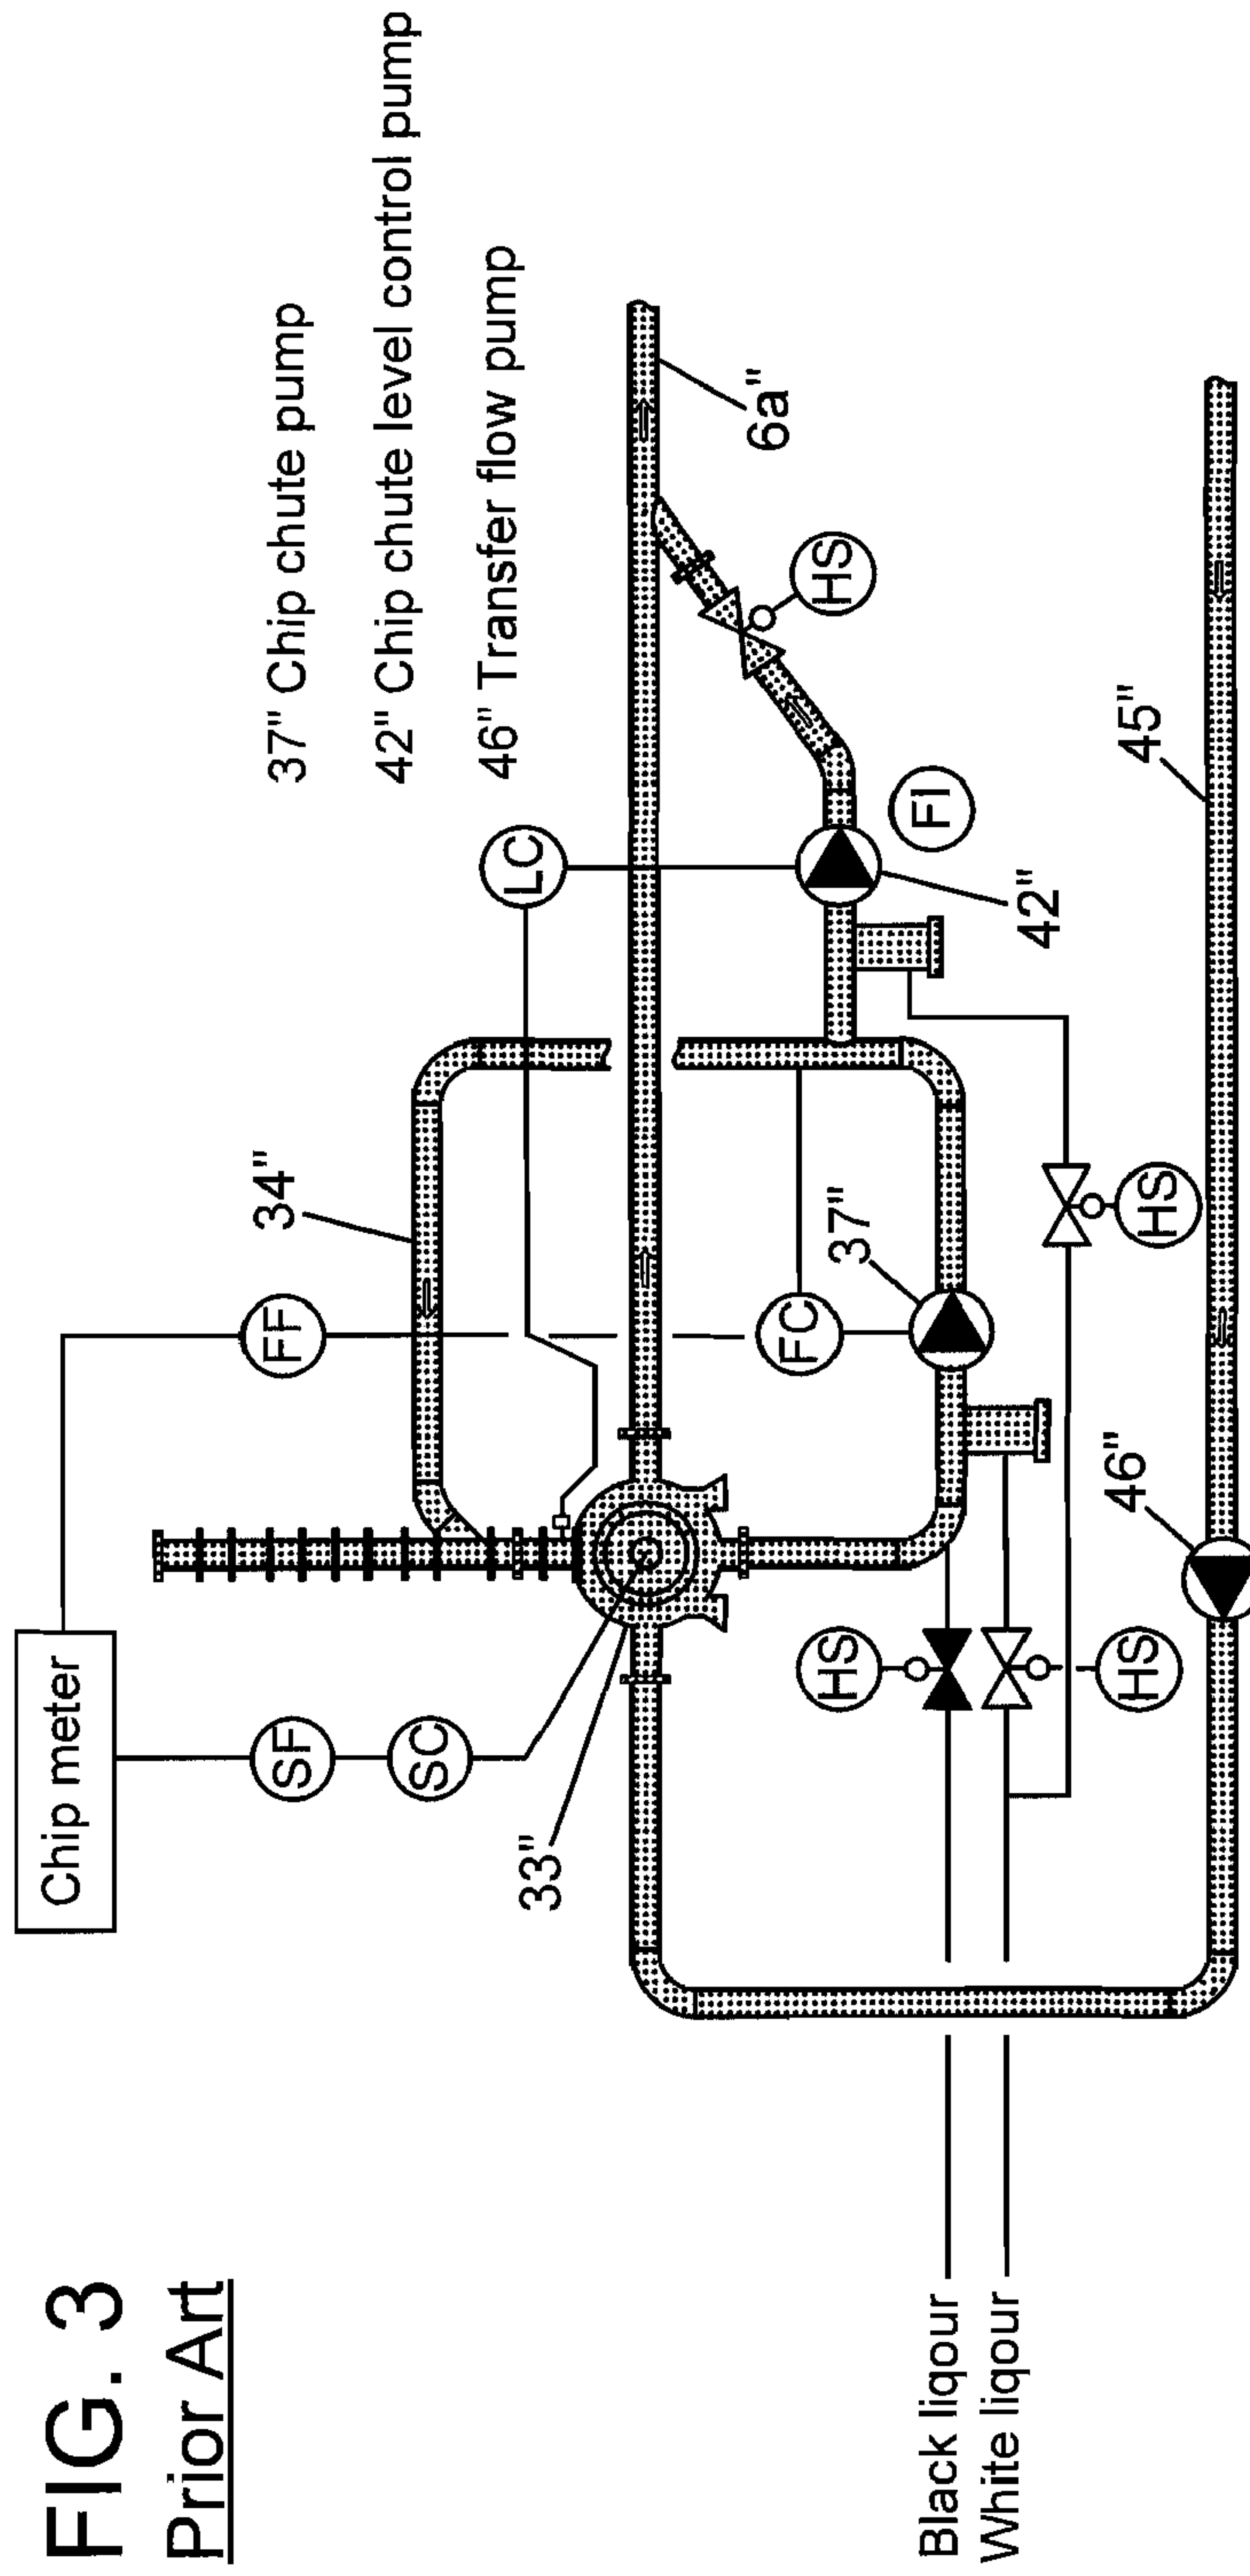 FIG. 3
Prior Art
Chip meter
SF
SC
FF
33"
34"
37" Chip chute pump
42" Chip chute level control pump
46" Transfer flow pump
LC
6a"
HS
FI
42"
FC
37"
HS
HS
HS
46"
45"
Black liqour
White liqour